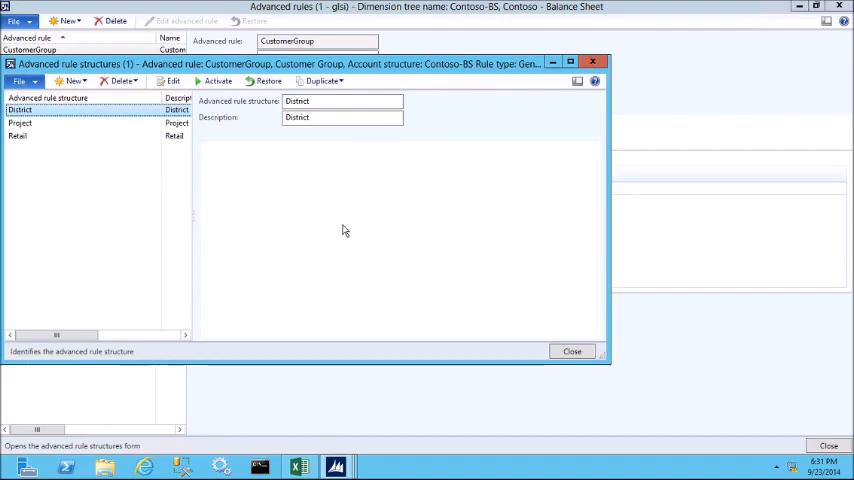 Advanced rules (1 - glsi) - Dimension tree name: Contoso-BS, Contoso - Balance Sheet
File New Delete Edit advanced rule Restore
Advanced rule Name
CustomerGroup Custom
Advanced rule: CustomerGroup
Advanced rule structures (1) - Advanced rule: CustomerGroup, Customer Group, Account structure: Contoso-BS Rule type: Gen...
File New Delete Edit Activate Restore Duplicate
Advanced rule structure Descript
District District
Project Project
Retail Retail
Advanced rule structure: District
Description: District
Identifies the advanced rule structure
Close
Opens the advanced rule structures form
Close
6:31 PM
9/23/2014